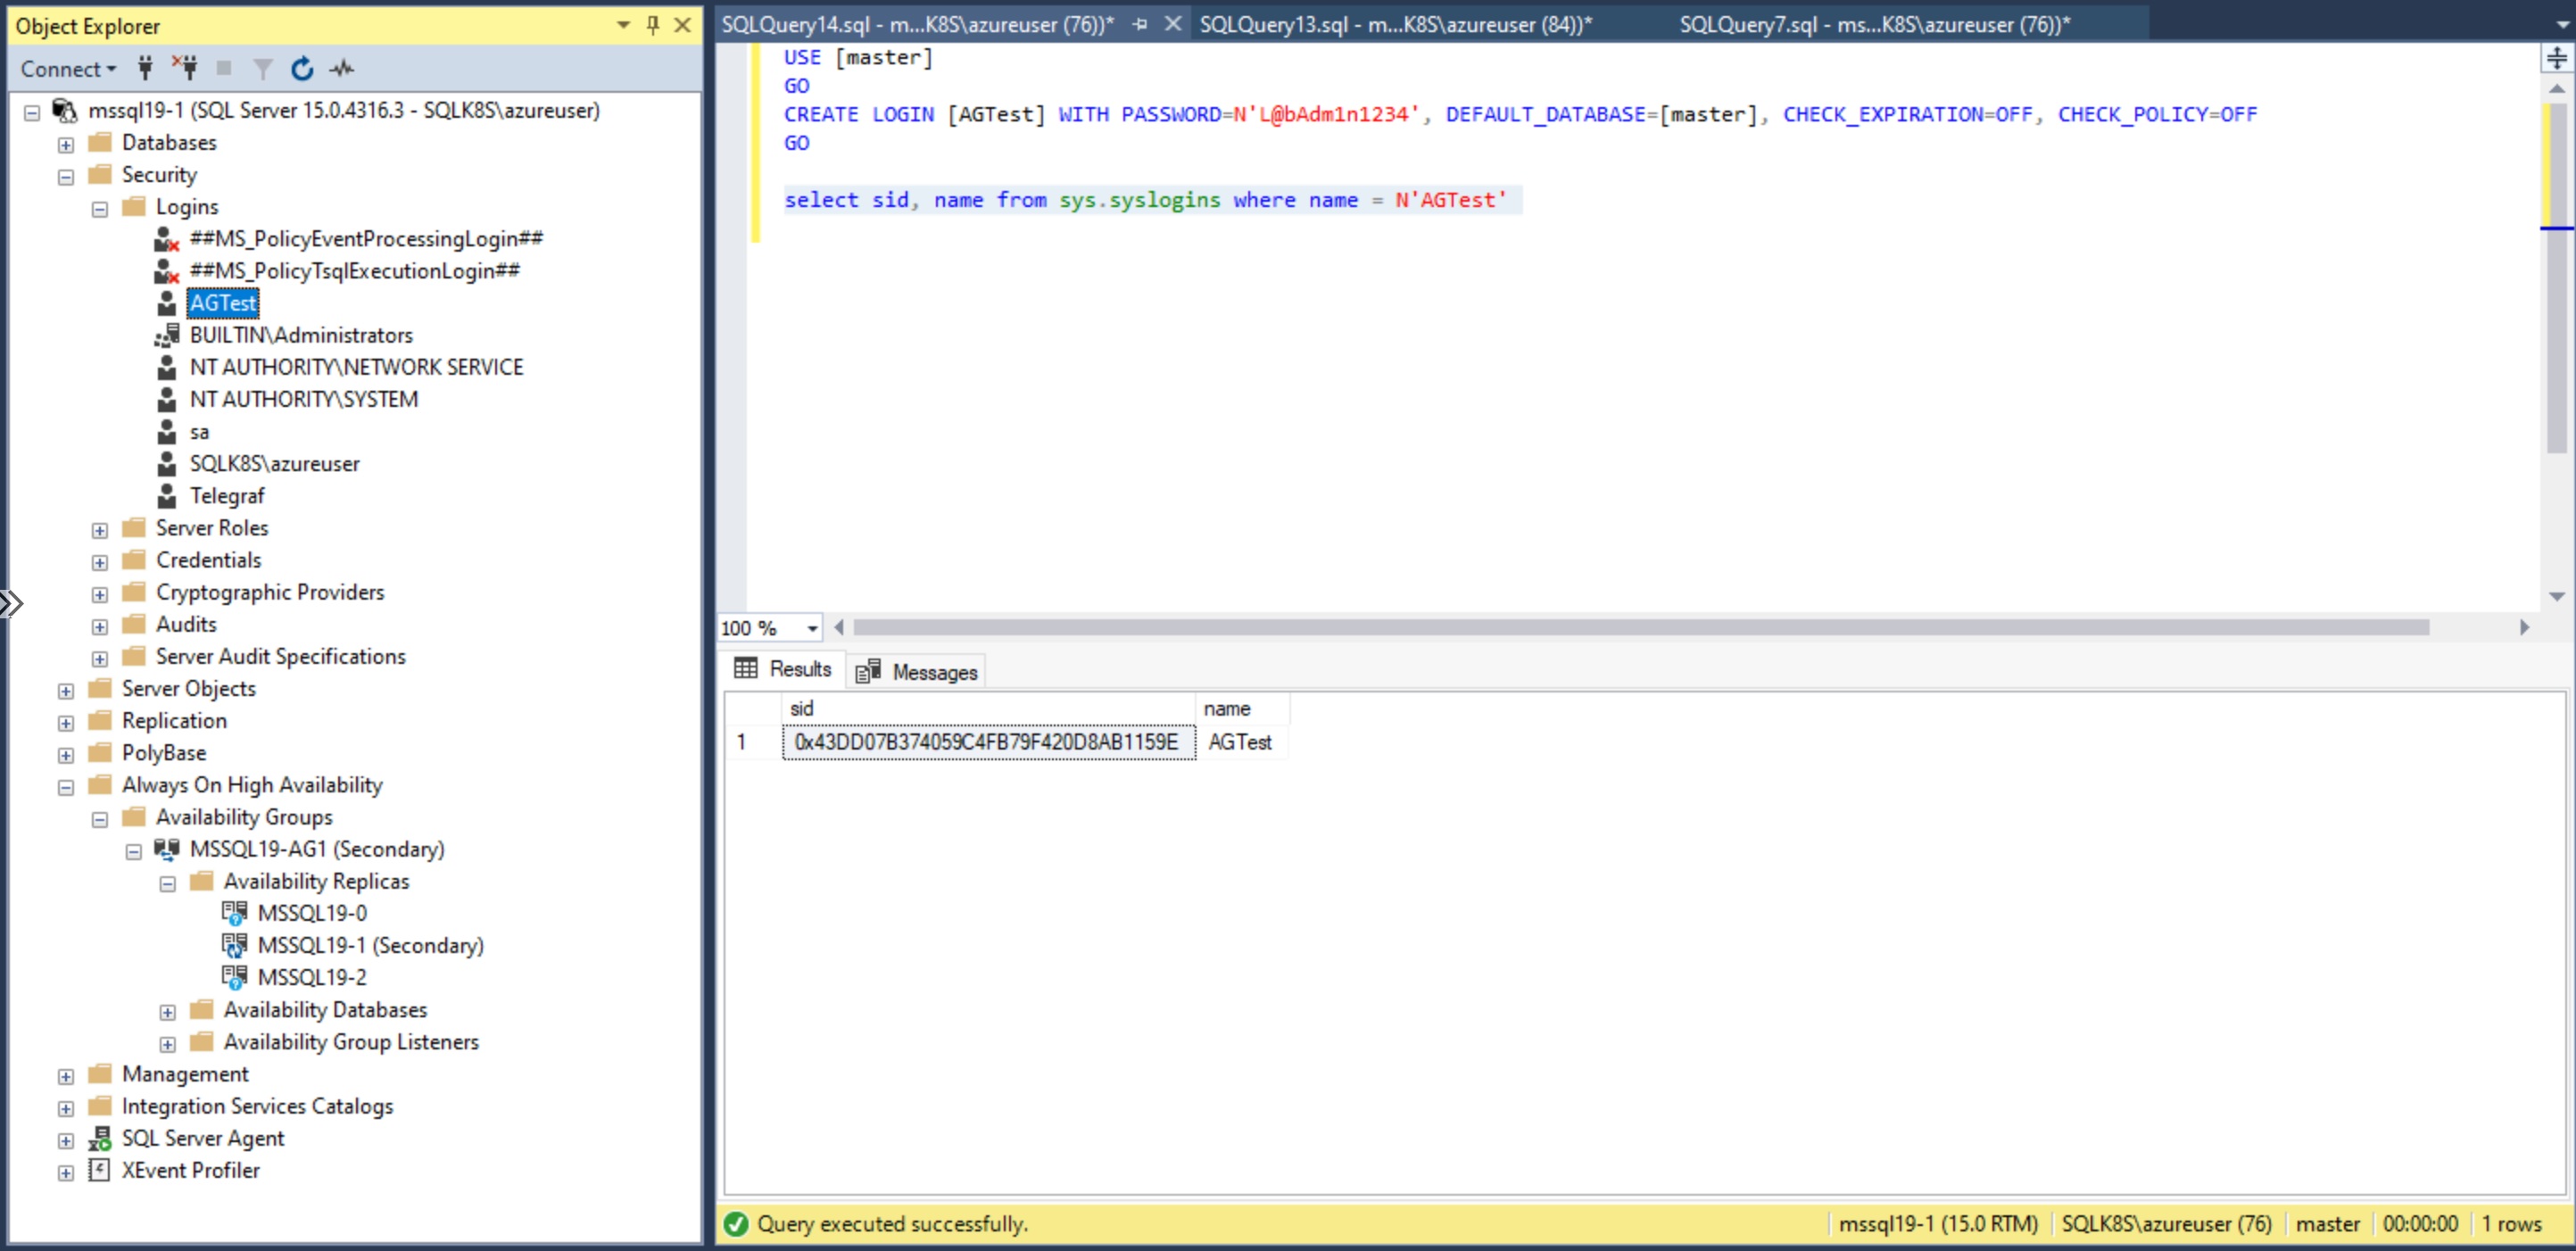 Object Explorer
Connect
mssql19-1 (SQL Server 15.0.4316.3 - SQLK8S\azureuser)
Databases
Security
Logins
##MS_PolicyEventProcessingLogin##
##MS_PolicyTsqlExecutionLogin##
AGTest
BUILTIN\Administrators
NT AUTHORITY\NETWORK SERVICE
NT AUTHORITY\SYSTEM
sa
SQLK8S\azureuser
Telegraf
Server Roles
Credentials
Cryptographic Providers
Audits
Server Audit Specifications
Server Objects
Replication
PolyBase
Always On High Availability
Availability Groups
MSSQL19-AG1 (Secondary)
Availability Replicas
MSSQL19-0
MSSQL19-1 (Secondary)
MSSQL19-2
Availability Databases
Availability Group Listeners
Management
Integration Services Catalogs
SQL Server Agent
XEvent Profiler
SQLQuery14.sql - m...K8S\azureuser (76))* SQLQuery13.sql - m...K8S\azureuser (84))* SQLQuery7.sql - ms...K8S\azureuser (76))*
USE [master]
GO
CREATE LOGIN [AGTest] WITH PASSWORD=N'L@bAdm1n1234', DEFAULT_DATABASE=[master], CHECK_EXPIRATION=OFF, CHECK_POLICY=OFF
GO
select sid, name from sys.syslogins where name = N'AGTest'
100 %
Results Messages
sid name
1 0x43DD07B374059C4FB79F420D8AB1159E AGTest
Query executed successfully. mssql19-1 (15.0 RTM) SQLK8S\azureuser (76) master 00:00:00 1 rows